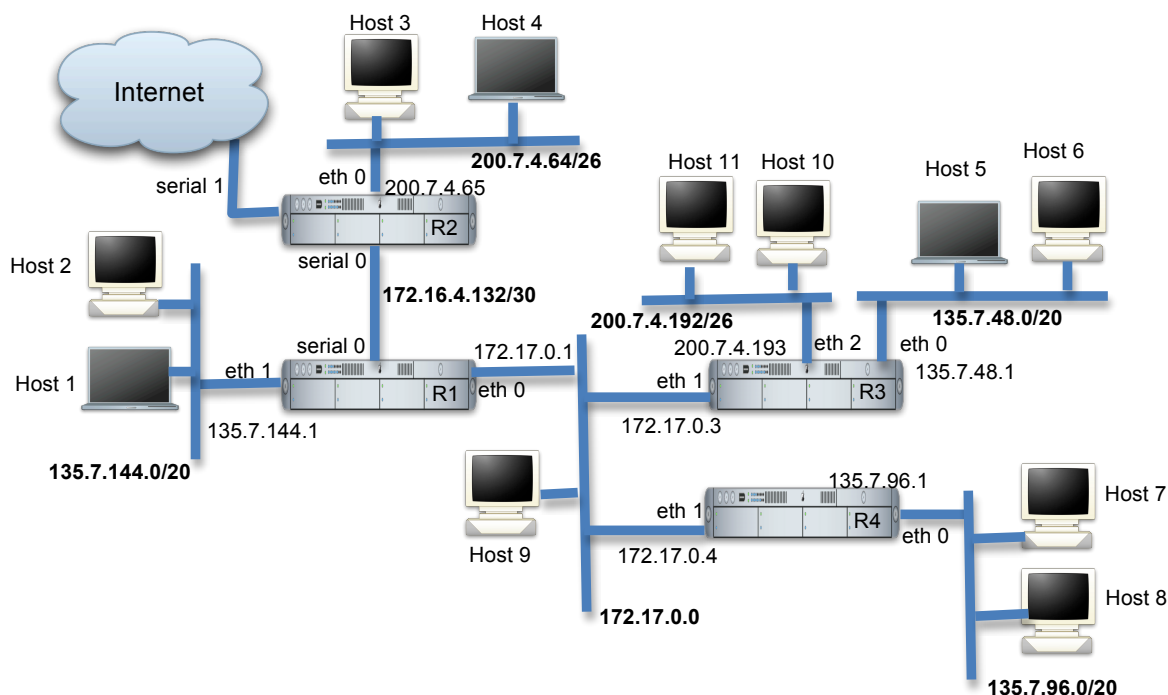 Host 3
Host 4
Internet
200.7.4.64/26
serial 1
eth 0
200.7.4.65
R2
Host 11
Host 10
Host 5
Host 6
Host 2
serial 0
172.16.4.132/30
200.7.4.192/26
135.7.48.0/20
serial 0
172.17.0.1
200.7.4.193
eth 2
eth 0
Host 1
eth 1
R1
eth 0
eth 1
R3
135.7.48.1
135.7.144.1
172.17.0.3
135.7.144.0/20
135.7.96.1
Host 7
eth 1
R4
eth 0
Host 9
172.17.0.4
Host 8
172.17.0.0
135.7.96.0/20